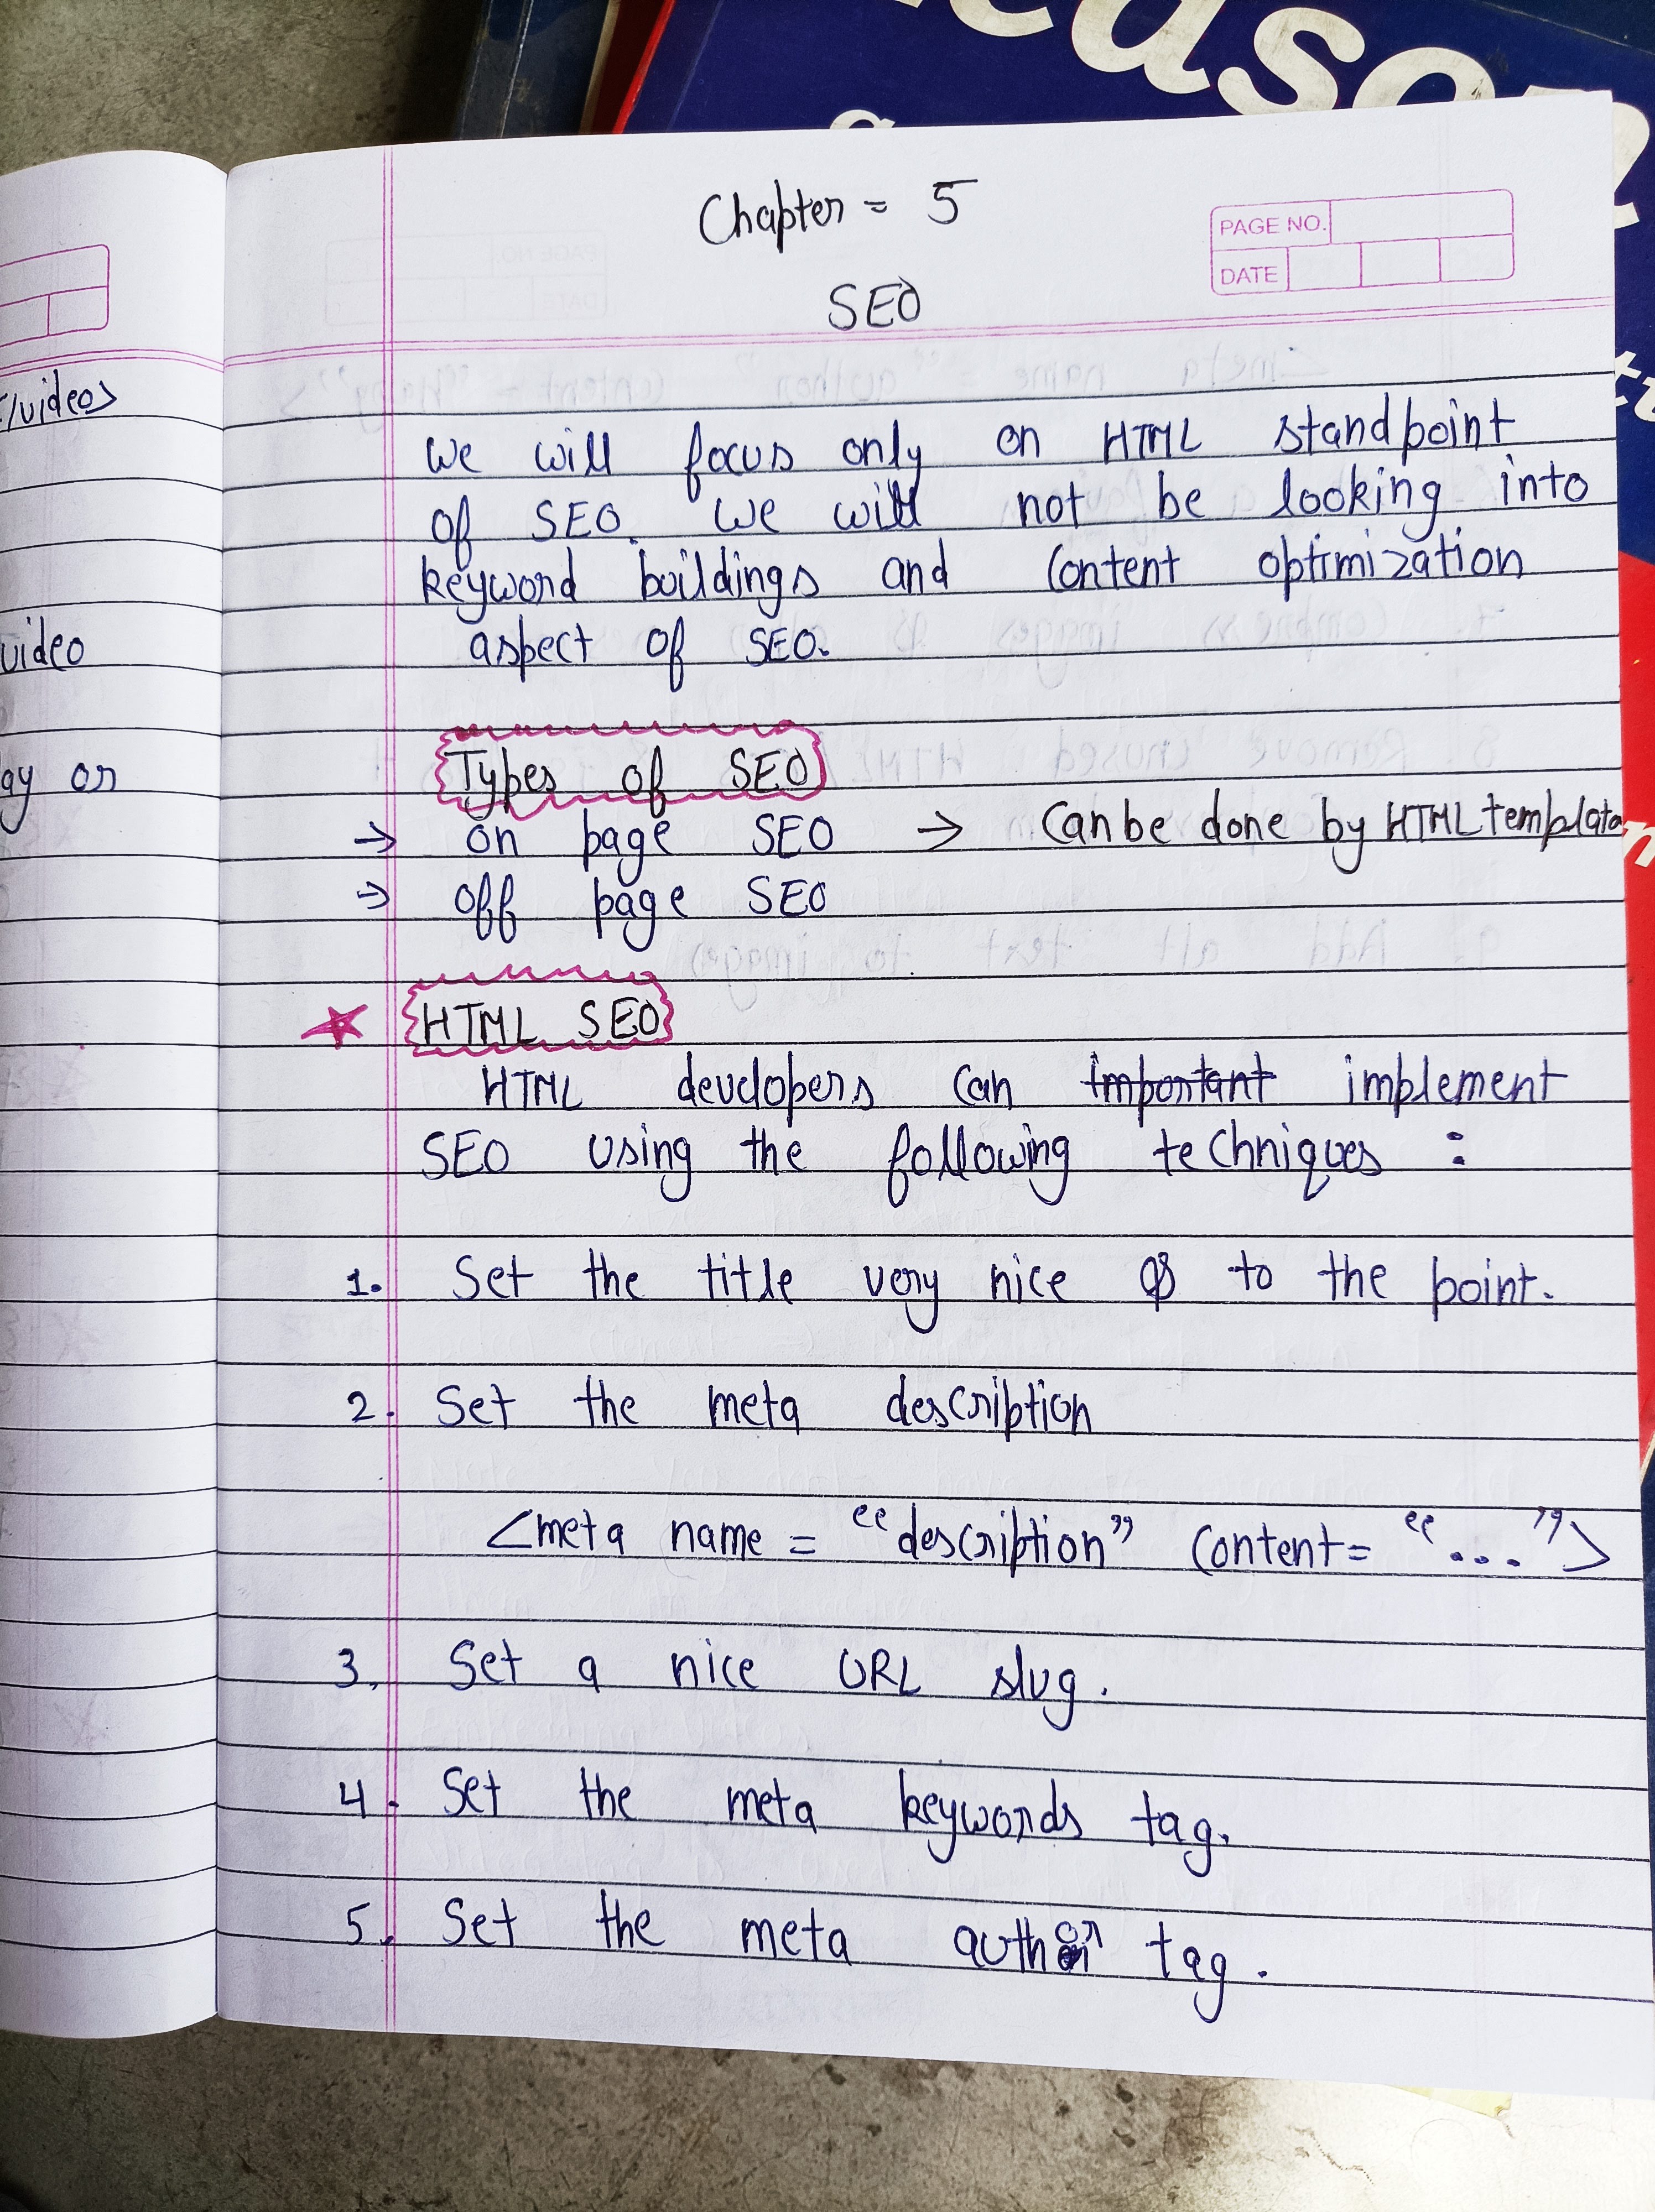 Chapter = 5
PAGE NO.
DATE
SEO
/videos
We will focus only on HTML standpoint
of SEO. We will not be looking into
keyword buildings and content optimization
video
aspect of SEO.
Types of SEO
ay or
→ on page SEO → Can be done by HTML templata
→ off page SEO
HTML SEO
HTML developers can important implement
SEO using the following techniques :
1. Set the title very nice & to the point.
2. Set the meta description
<meta name = "description" content= "....">
3. Set a nice URL slug.
4. Set the meta keywords tag.
5. Set the meta author tag.